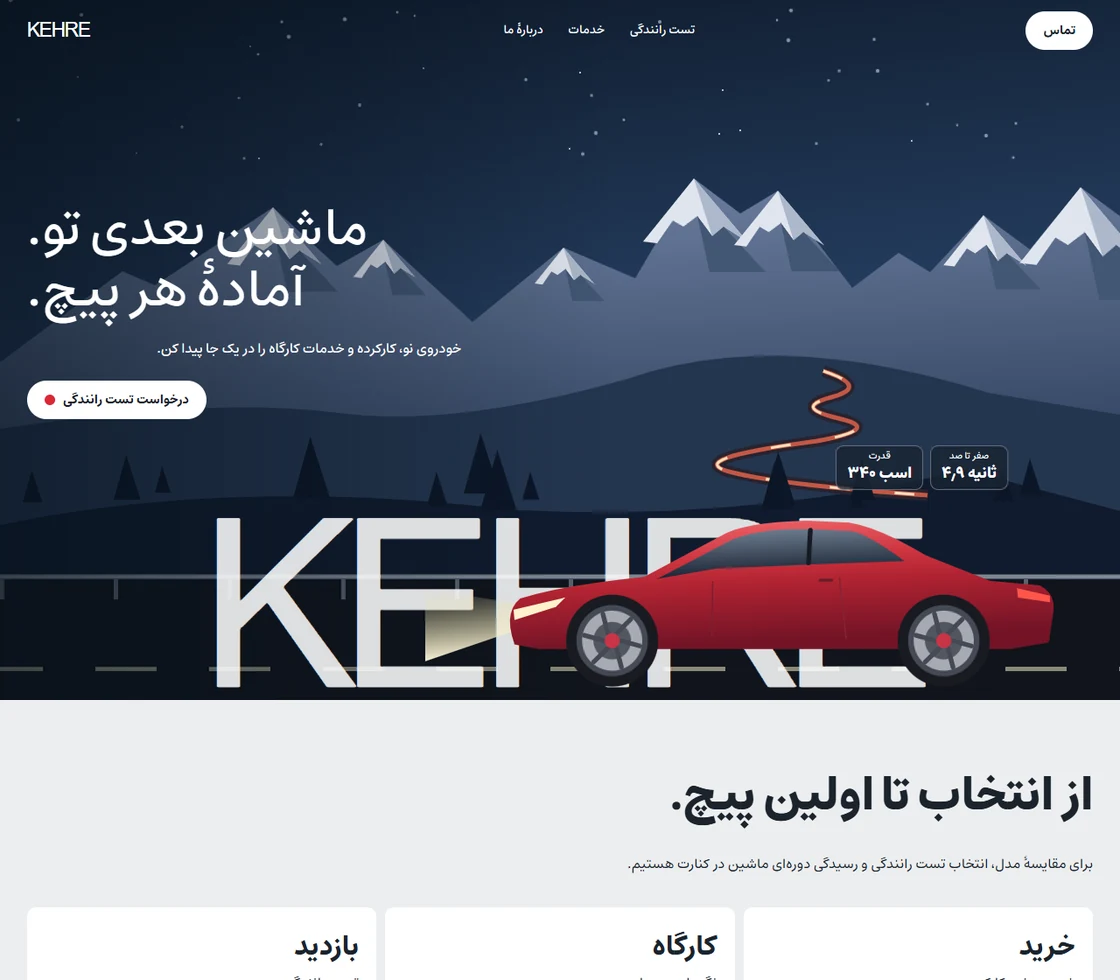 KEHRE
تست رانندگی
خدمات
دربارهٔ ما
تماس
ماشین بعدی تو.
آمادهٔ هر پیچ.
خودروی نو، کارکرده و خدمات کارگاه را در یک جا پیدا کن.
درخواست تست رانندگی
صفر تا صد
ثانیه ۴٫۹
قدرت
اسب ۳۴۰
KEHRE
از انتخاب تا اولین پیچ.
برای مقایسهٔ مدل، انتخاب تست رانندگی و رسیدگی دوره‌ای ماشین در کنارت هستیم.
خرید
کارگاه
بازدید